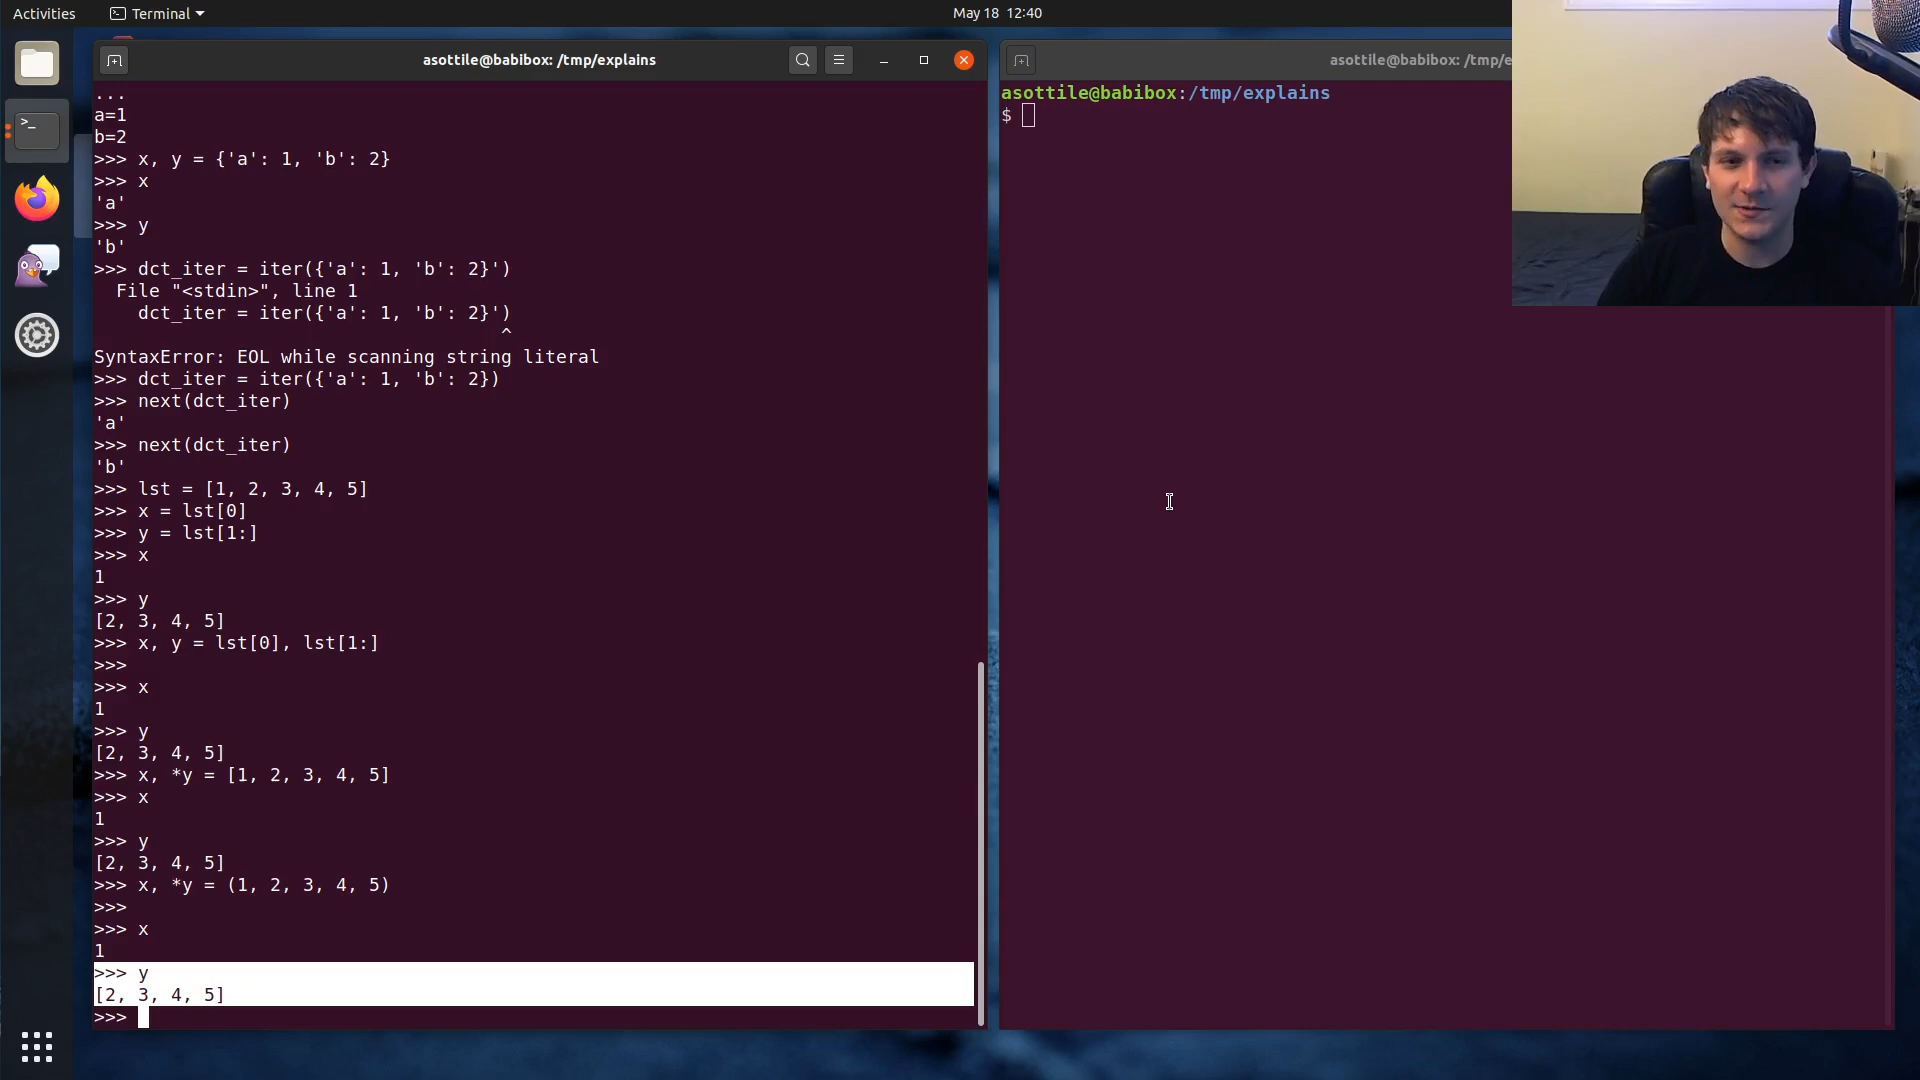 Activities
Terminal
May 18 12:40
asottile@babibox: /tmp/explains
...
a=1
b=2
>>> x, y = {'a': 1, 'b': 2}
>>> x
'a'
>>> y
'b'
>>> dct_iter = iter({'a': 1, 'b': 2}')
  File "<stdin>", line 1
    dct_iter = iter({'a': 1, 'b': 2}')
                                     ^
SyntaxError: EOL while scanning string literal
>>> dct_iter = iter({'a': 1, 'b': 2})
>>> next(dct_iter)
'a'
>>> next(dct_iter)
'b'
>>> lst = [1, 2, 3, 4, 5]
>>> x = lst[0]
>>> y = lst[1:]
>>> x
1
>>> y
[2, 3, 4, 5]
>>> x, y = lst[0], lst[1:]
>>>
>>> x
1
>>> y
[2, 3, 4, 5]
>>> x, *y = [1, 2, 3, 4, 5]
>>> x
1
>>> y
[2, 3, 4, 5]
>>> x, *y = (1, 2, 3, 4, 5)
>>>
>>> x
1
>>> y
[2, 3, 4, 5]
>>>
asottile@babibox: /tmp/e
asottile@babibox:/tmp/explains
$